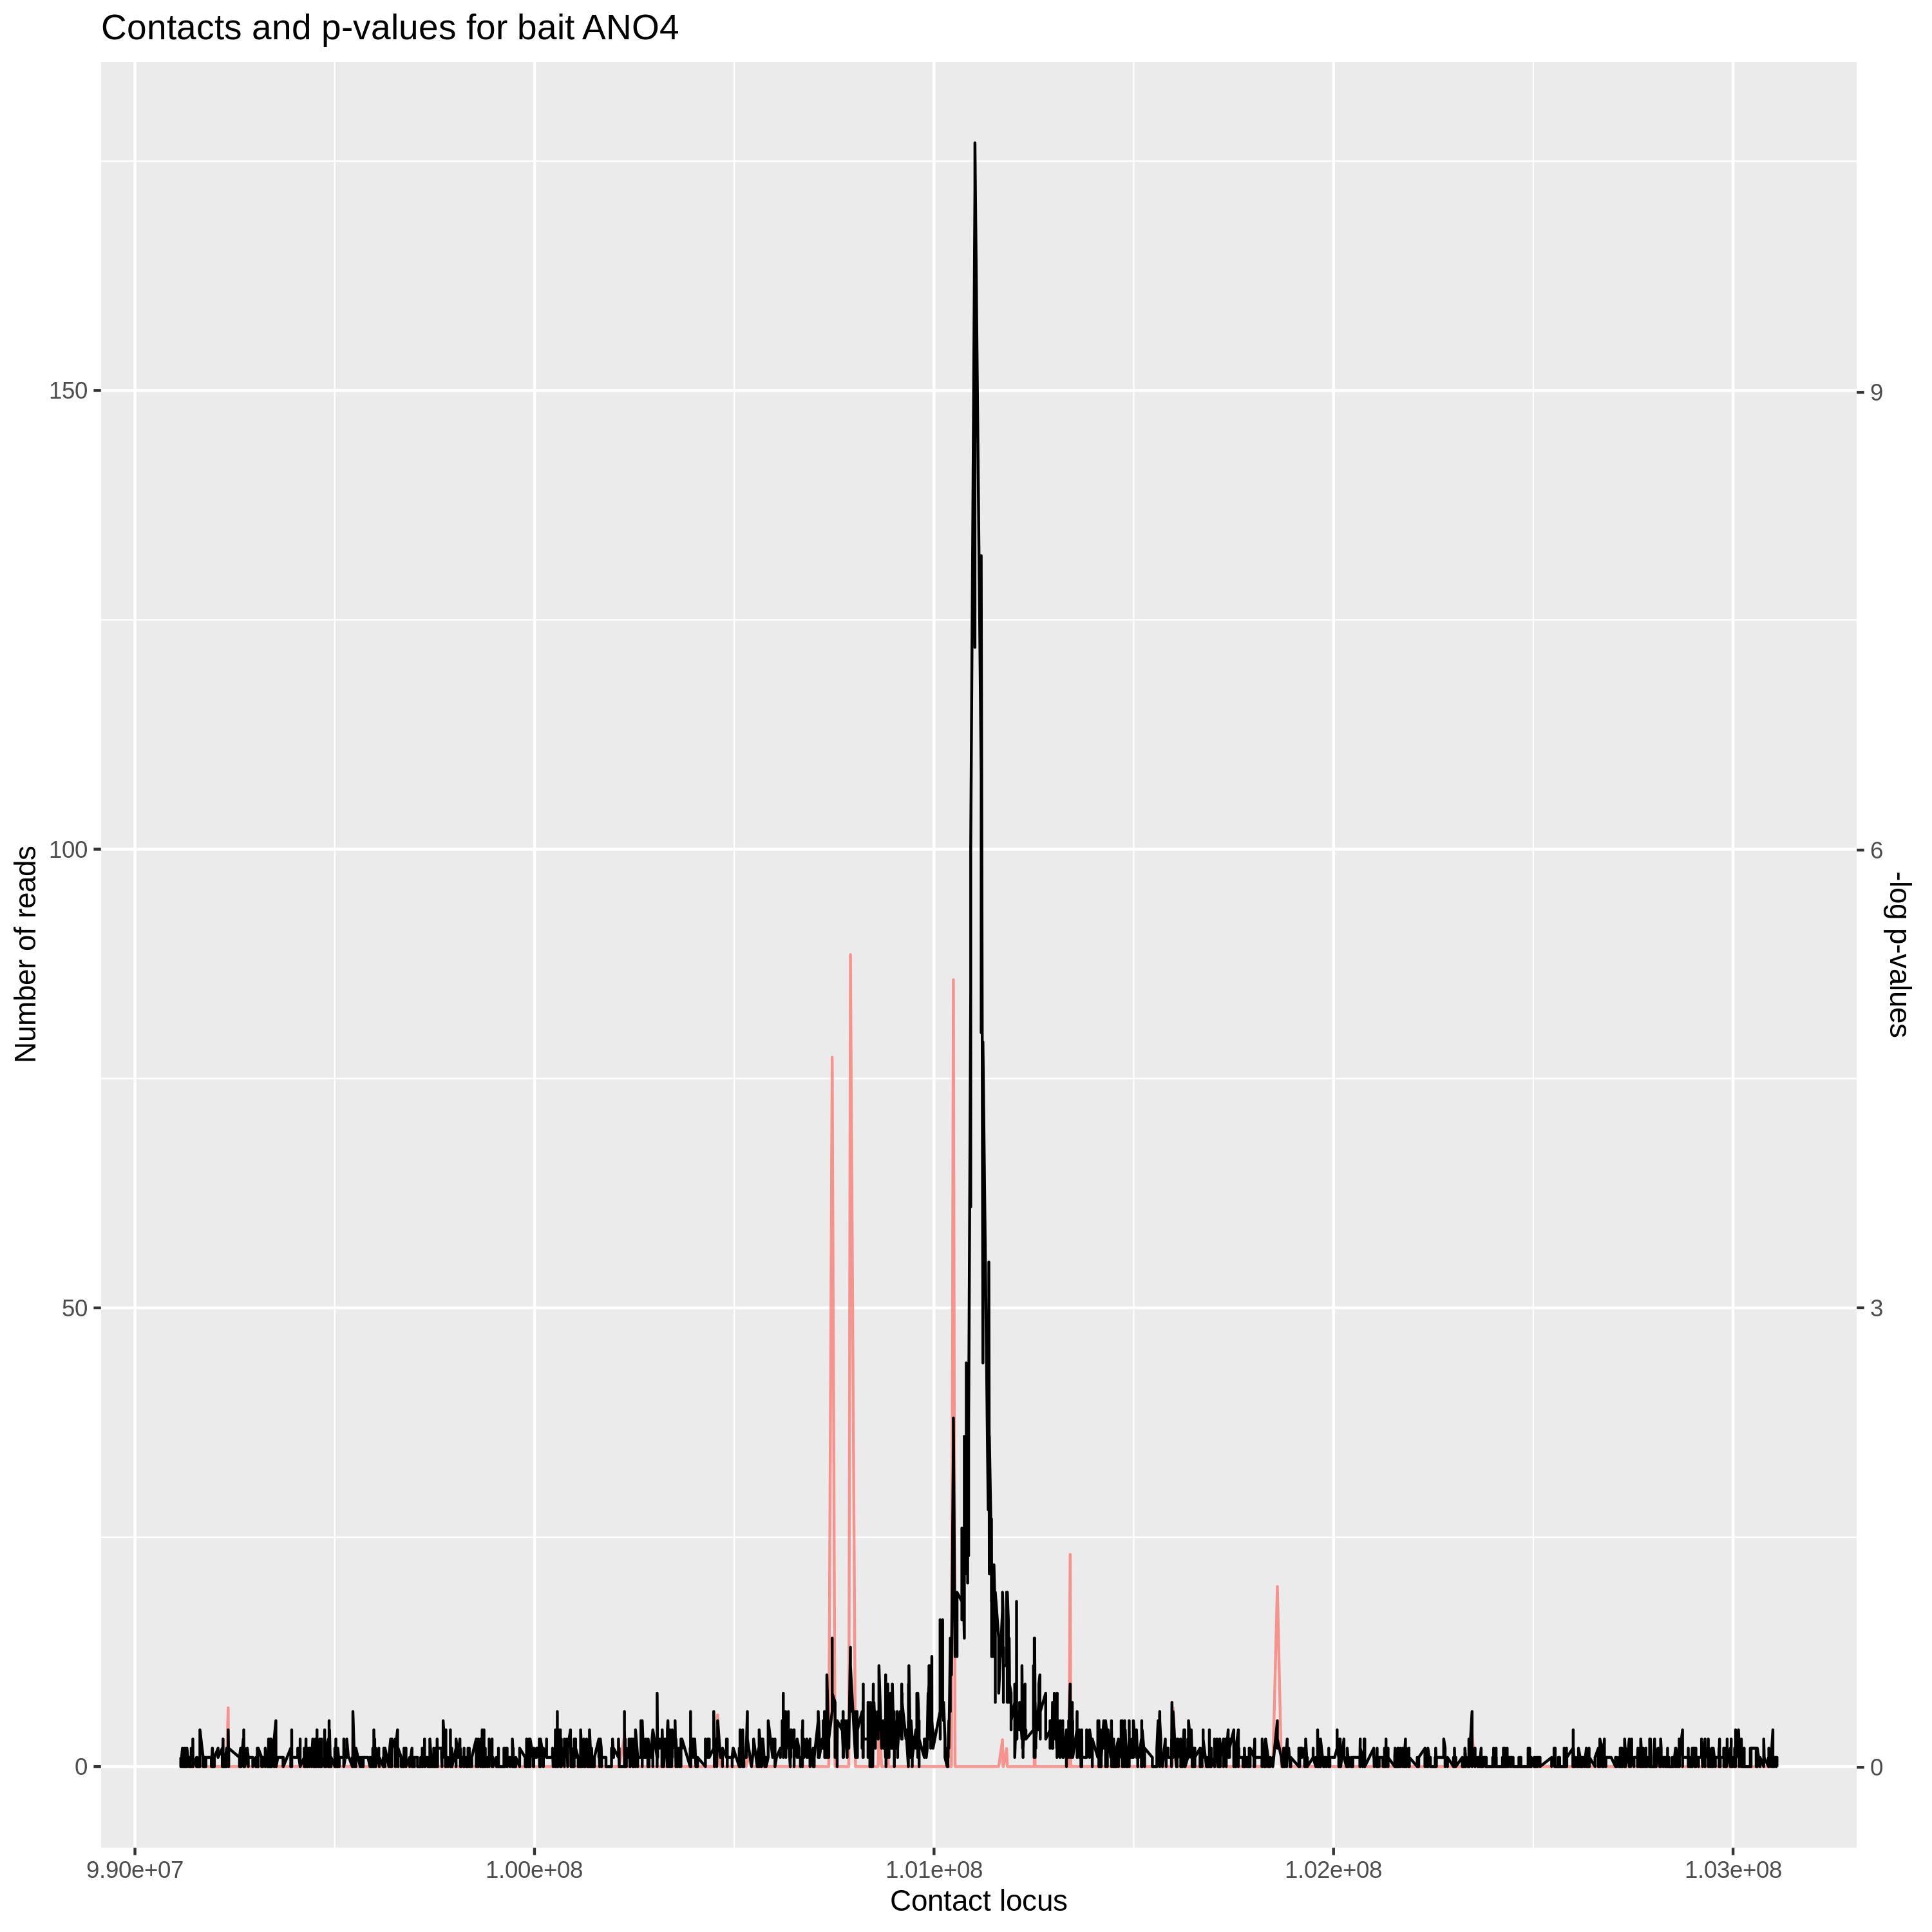 Contacts and p-values for bait ANO4
Number of reads
150
100
50
0
9
6
3
0
-log p-values
9.90e+07
1.00e+08
1.01e+08
1.02e+08
1.03e+08
Contact locus